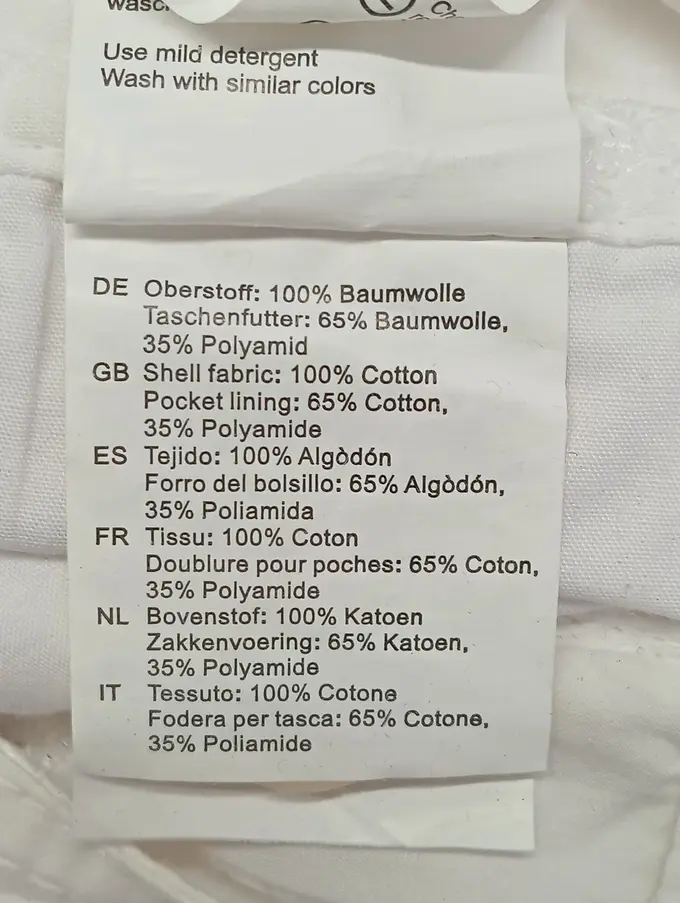 Use mild detergent
Wash with similar colors
DE Oberstoff: 100% Baumwolle
Taschenfutter: 65% Baumwolle,
35% Polyamid
GB Shell fabric: 100% Cotton
Pocket lining: 65% Cotton,
35% Polyamide
ES Tejido: 100% Algòdón
Forro del bolsillo: 65% Algòdón,
35% Poliamida
FR Tissu: 100% Coton
Doublure pour poches: 65% Coton,
35% Polyamide
NL Bovenstof: 100% Katoen
Zakkenvoering: 65% Katoen,
35% Polyamide
IT Tessuto: 100% Cotone
Fodera per tasca: 65% Cotone,
35% Poliamide